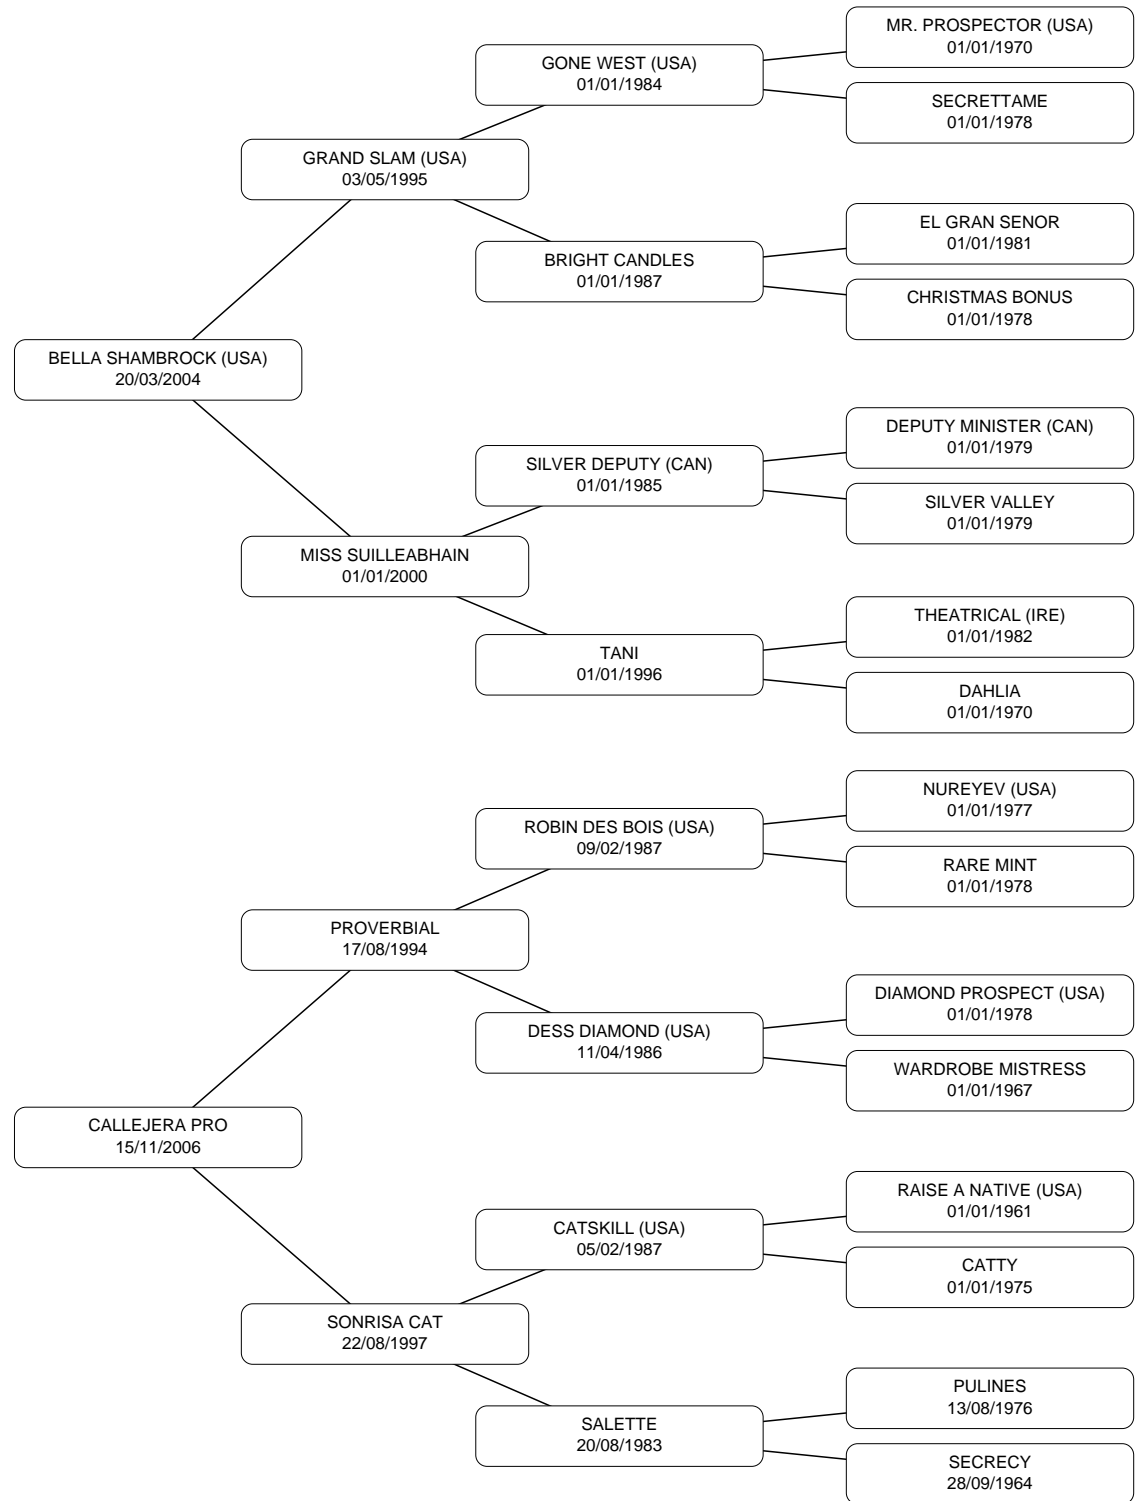 MR. PROSPECTOR (USA)
01/01/1970
GONE WEST (USA)
01/01/1984
SECRETTAME
01/01/1978
GRAND SLAM (USA)
03/05/1995
EL GRAN SENOR
01/01/1981
BRIGHT CANDLES
01/01/1987
CHRISTMAS BONUS
01/01/1978
BELLA SHAMBROCK (USA)
20/03/2004
DEPUTY MINISTER (CAN)
01/01/1979
SILVER DEPUTY (CAN)
01/01/1985
SILVER VALLEY
01/01/1979
MISS SUILLEABHAIN
01/01/2000
THEATRICAL (IRE)
01/01/1982
TANI
01/01/1996
DAHLIA
01/01/1970
NUREYEV (USA)
01/01/1977
ROBIN DES BOIS (USA)
09/02/1987
RARE MINT
01/01/1978
PROVERBIAL
17/08/1994
DIAMOND PROSPECT (USA)
01/01/1978
DESS DIAMOND (USA)
11/04/1986
WARDROBE MISTRESS
01/01/1967
CALLEJERA PRO
15/11/2006
RAISE A NATIVE (USA)
01/01/1961
CATSKILL (USA)
05/02/1987
CATTY
01/01/1975
SONRISA CAT
22/08/1997
PULINES
13/08/1976
SALETTE
20/08/1983
SECRECY
28/09/1964